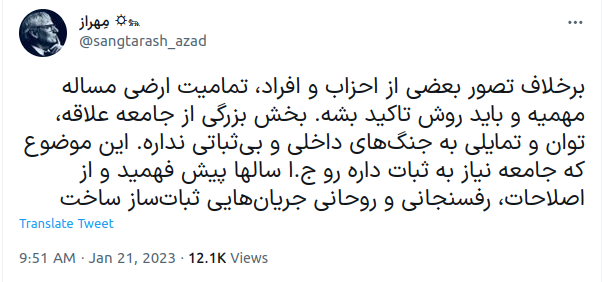 مِهراز
@sangtarash_azad
برخلاف تصور بعضی از احزاب و افراد، تمامیت ارضی مساله
مهمیه و باید روش تاکید بشه. بخش بزرگی از جامعه علاقه،
توان و تمایلی به جنگ‌های داخلی و بی‌ثباتی نداره. این موضوع
که جامعه نیاز به ثبات داره رو ج.ا سالها پیش فهمید و از
اصلاحات، رفسنجانی و روحانی جریان‌هایی ثبات‌ساز ساخت
Translate Tweet
9:51 AM · Jan 21, 2023 · 12.1K Views